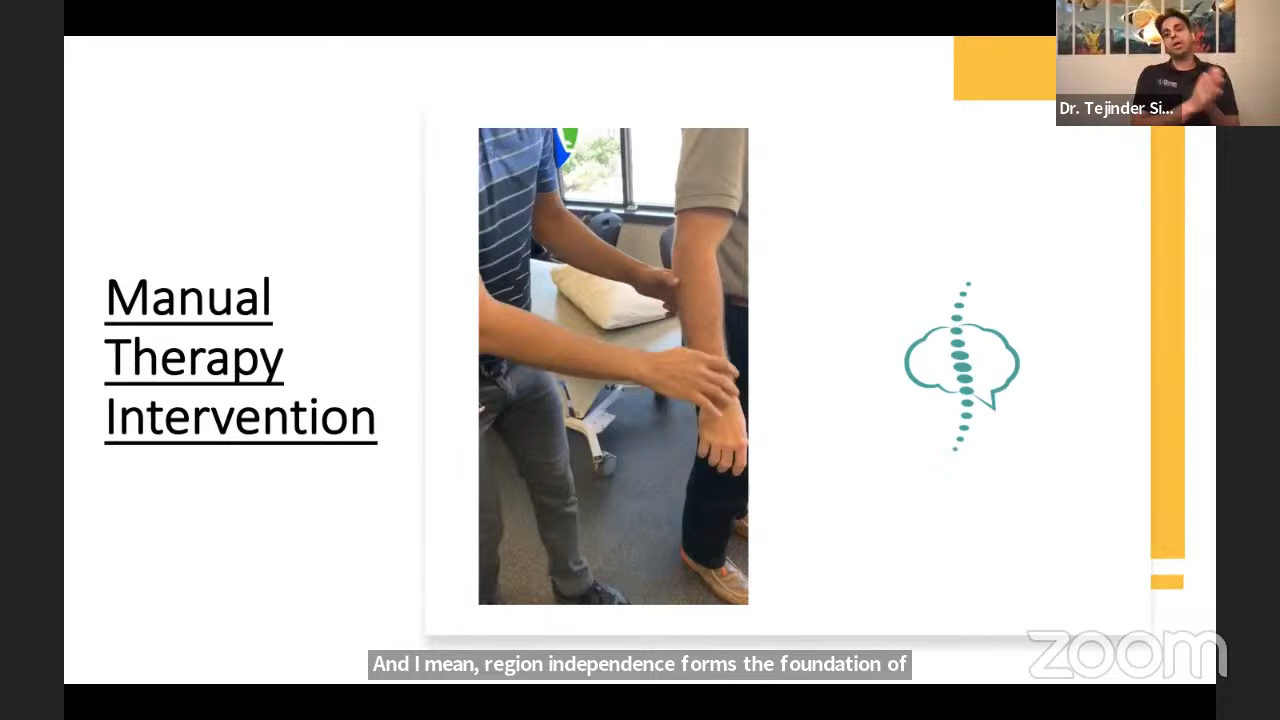 Dr. Tejinder Si...
Manual
Therapy
Intervention
And I mean, region independence forms the foundation of
zoom